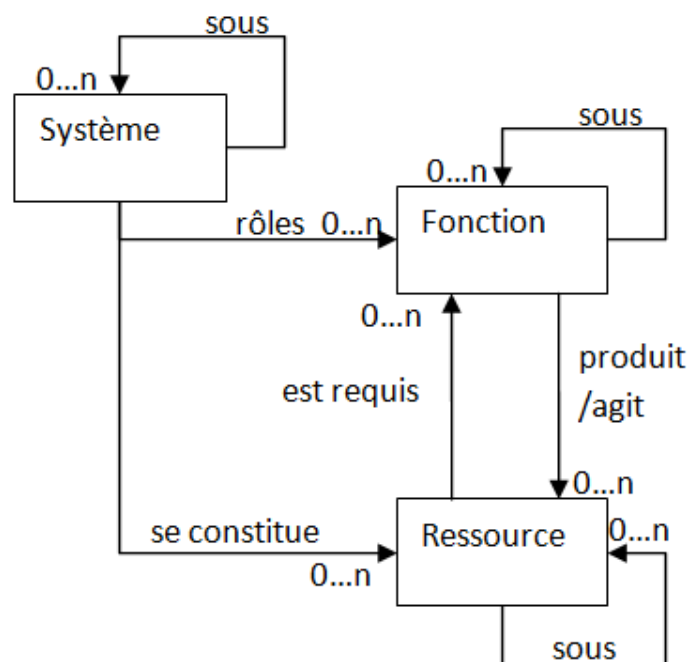 sous
0...n
Système
sous
0...n
rôles 0...n
Fonction
0...n
produit
/agit
est requis
0...n
Ressource
0...n
se constitue
0...n
sous